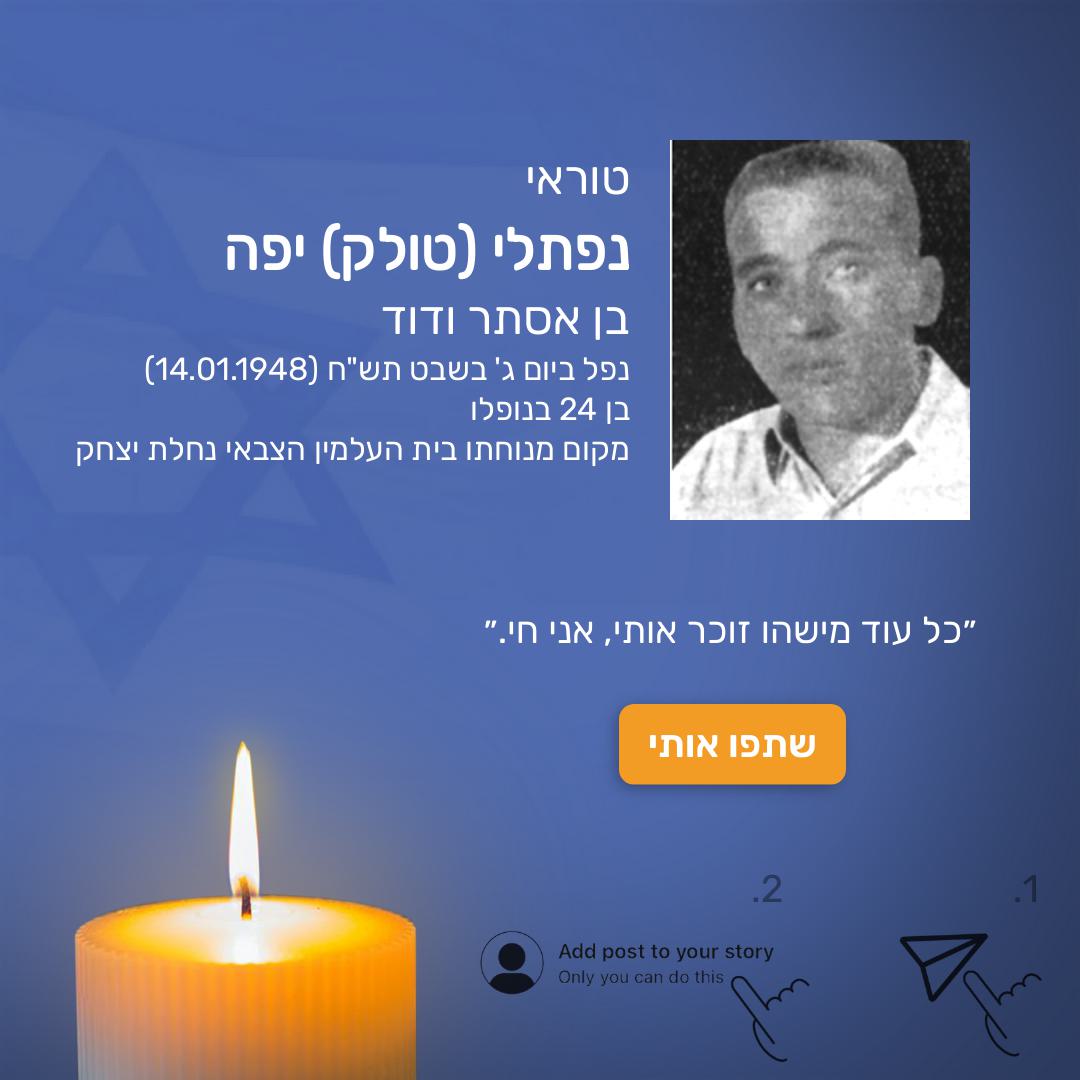 טוראי
נפתלי (טולק) יפה
בן אסתר ודוד
נפל ביום ג' בשבט תש"ח (14.01.1948)
בן 24 בנופלו
מקום מנוחתו בית העלמין הצבאי נחלת יצחק
״כל עוד מישהו זוכר אותי, אני חי.״
שתפו אותי
.1
.2
Add post to your story
Only you can do this